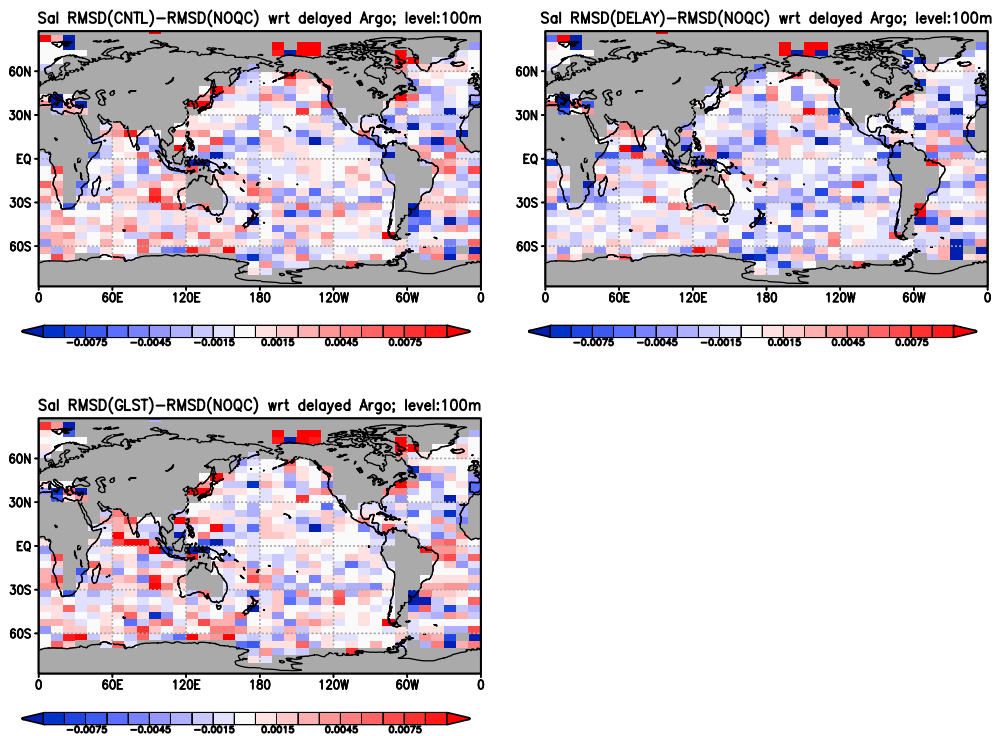 Sal RMSD(CNTL)-RMSD(NOQC) wrt delayed Argo; level:100m
60N
30N
EQ
30S
60S
0 60E 120E 180 120W 60W 0
-0.0075 -0.0045 -0.0015 0.0015 0.0045 0.0075
Sal RMSD(DELAY)-RMSD(NOQC) wrt delayed Argo; level:100m
60N
30N
EQ
30S
60S
0 60E 120E 180 120W 60W 0
-0.0075 -0.0045 -0.0015 0.0015 0.0045 0.0075
Sal RMSD(GLST)-RMSD(NOQC) wrt delayed Argo; level:100m
60N
30N
EQ
30S
60S
0 60E 120E 180 120W 60W 0
-0.0075 -0.0045 -0.0015 0.0015 0.0045 0.0075